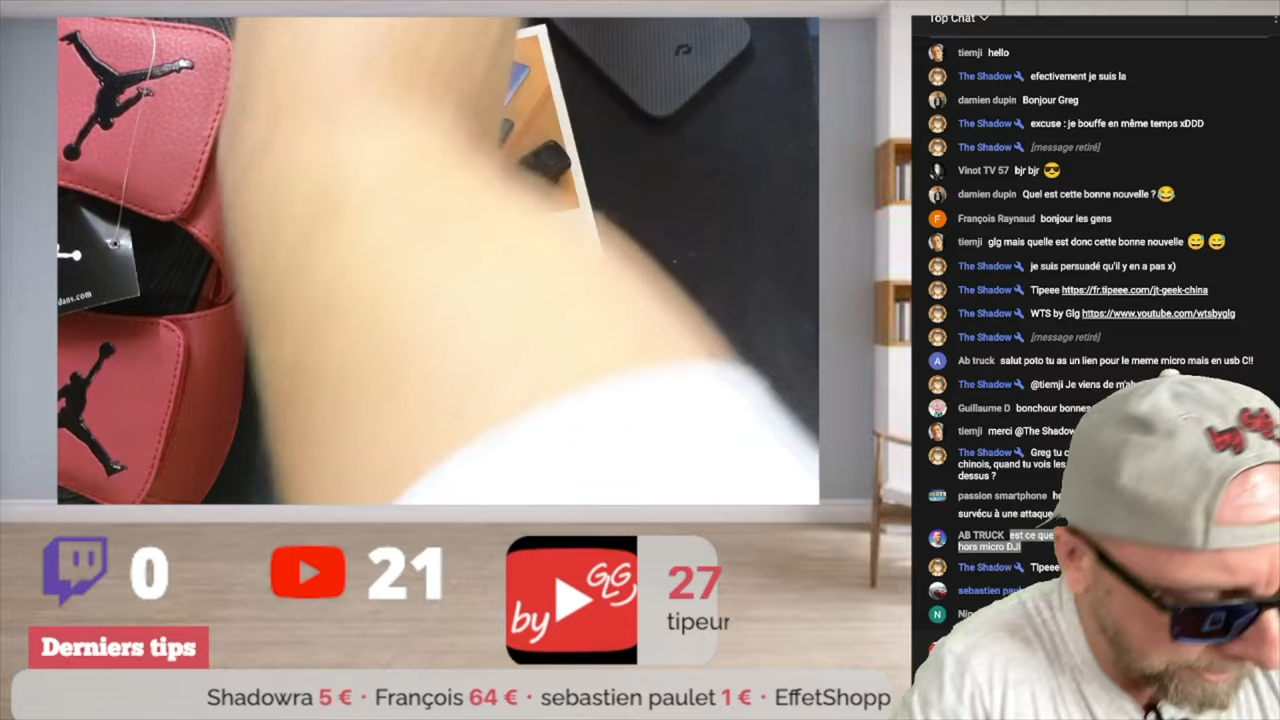 Top Chat
tiemji hello
The Shadow efectivement je suis la
damien dupin Bonjour Greg
The Shadow excuse : je bouffe en même temps xDDD
The Shadow [message retiré]
Vinot TV 57 bjr bjr 😎
damien dupin Quel est cette bonne nouvelle ? 😂
F François Raynaud bonjour les gens
tiemji glg mais quelle est donc cette bonne nouvelle 😅 😅
The Shadow je suis persuadé qu'il y en a pas x)
The Shadow Tipeee https://fr.tipeee.com/jt-geek-china
The Shadow WTS by Glg https://www.youtube.com/wtsbyglg
The Shadow [message retiré]
A Ab truck salut poto tu as un lien pour le meme micro mais en usb C!!
The Shadow @tiemji Je viens de
Guillaume D bonchour
tiemji merci @The Shadow
The Shadow Greg tu
chinois, quand tu vois les
dessus ?
passion smartphone
survécu à une attaque
AB TRUCK est ce que
hors micro DJI
The Shadow Tipeee
sebastien
N
dans.com
0
21
by GLG
27
tipeur
Derniers tips
Shadowra 5 € · François 64 € · sebastien paulet 1 € · EffetShopp